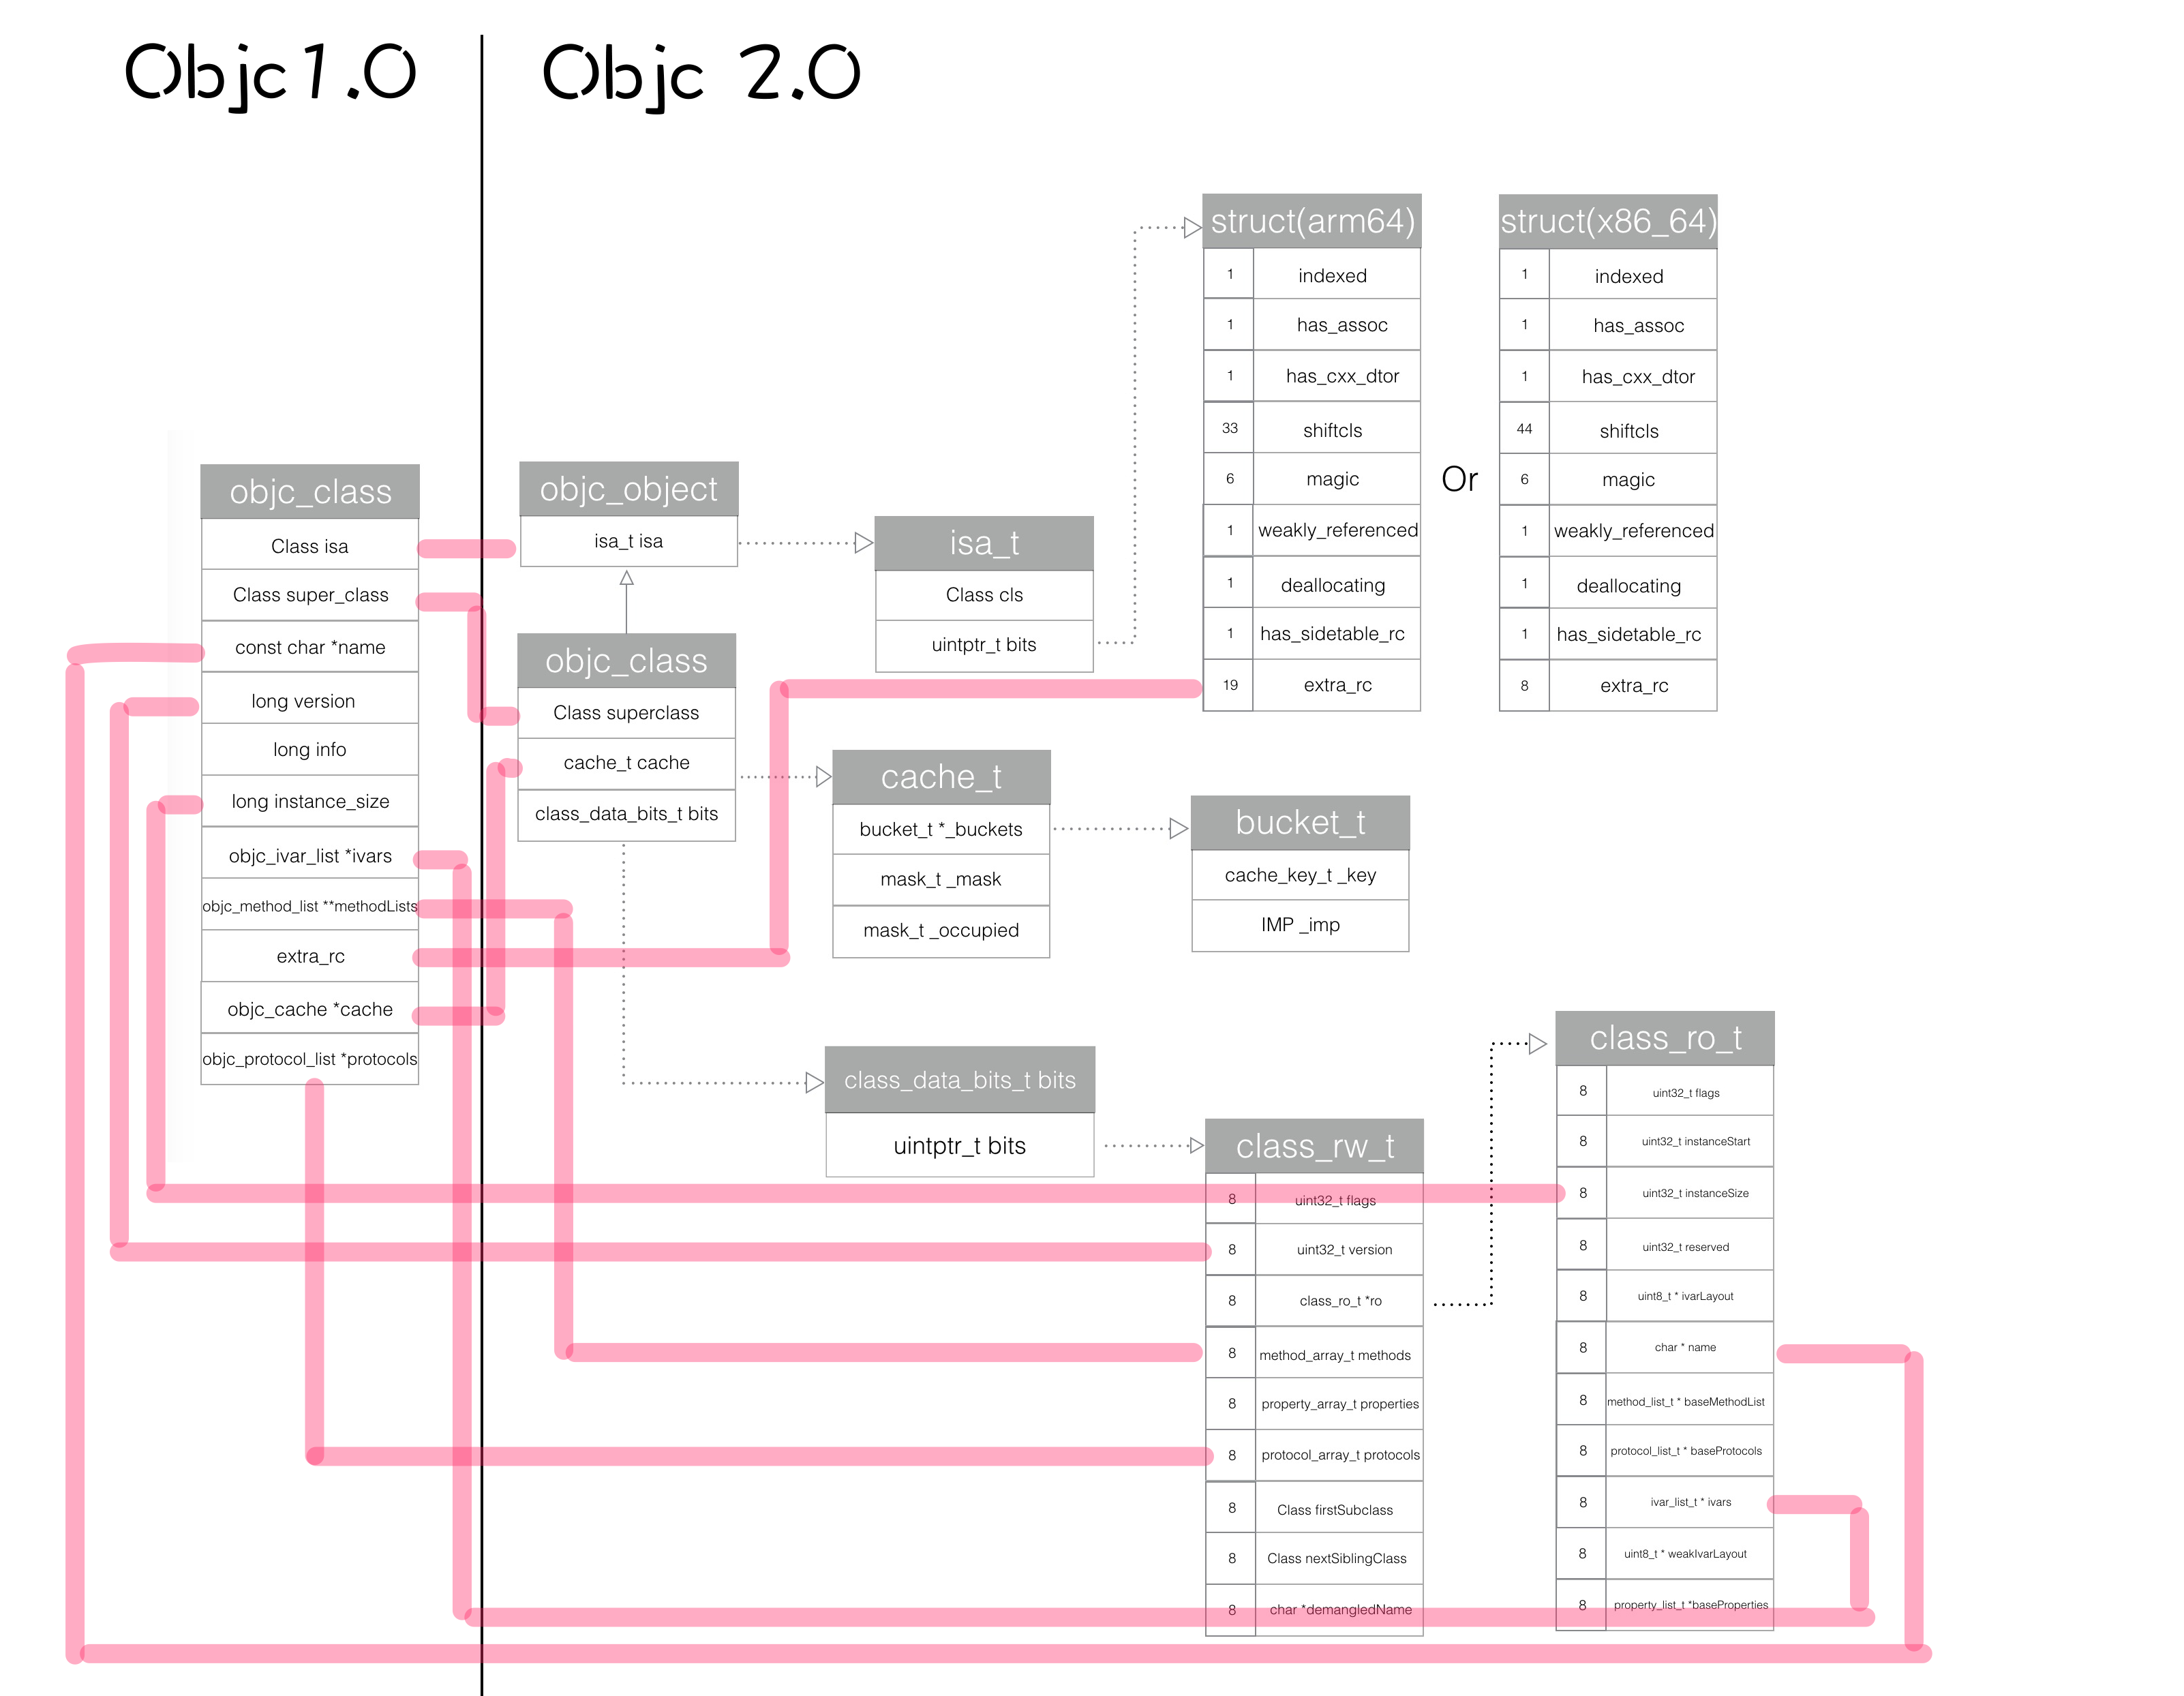 Objc 1.0
Objc 2.0
objc_class
Class isa
Class super_class
const char *name
long version
long info
long instance_size
objc_ivar_list *ivars
objc_method_list **methodLists
extra_rc
objc_cache *cache
objc_protocol_list *protocols
objc_object
isa_t isa
objc_class
Class superclass
cache_t cache
class_data_bits_t bits
isa_t
Class cls
uintptr_t bits
struct(arm64)
1 indexed
1 has_assoc
1 has_cxx_dtor
33 shiftcls
6 magic
1 weakly_referenced
1 deallocating
1 has_sidetable_rc
19 extra_rc
Or
struct(x86_64)
1 indexed
1 has_assoc
1 has_cxx_dtor
44 shiftcls
6 magic
1 weakly_referenced
1 deallocating
1 has_sidetable_rc
8 extra_rc
cache_t
bucket_t *_buckets
mask_t _mask
mask_t _occupied
bucket_t
cache_key_t _key
IMP _imp
class_data_bits_t bits
uintptr_t bits
class_rw_t
8 uint32_t flags
8 uint32_t version
8 class_ro_t *ro
8 method_array_t methods
8 property_array_t properties
8 protocol_array_t protocols
8 Class firstSubclass
8 Class nextSiblingClass
8 char *demangledName
class_ro_t
8 uint32_t flags
8 uint32_t instanceStart
8 uint32_t instanceSize
8 uint32_t reserved
8 uint8_t * ivarLayout
8 char * name
8 method_list_t * baseMethodList
8 protocol_list_t * baseProtocols
8 ivar_list_t * ivars
8 uint8_t * weakIvarLayout
8 property_list_t *baseProperties